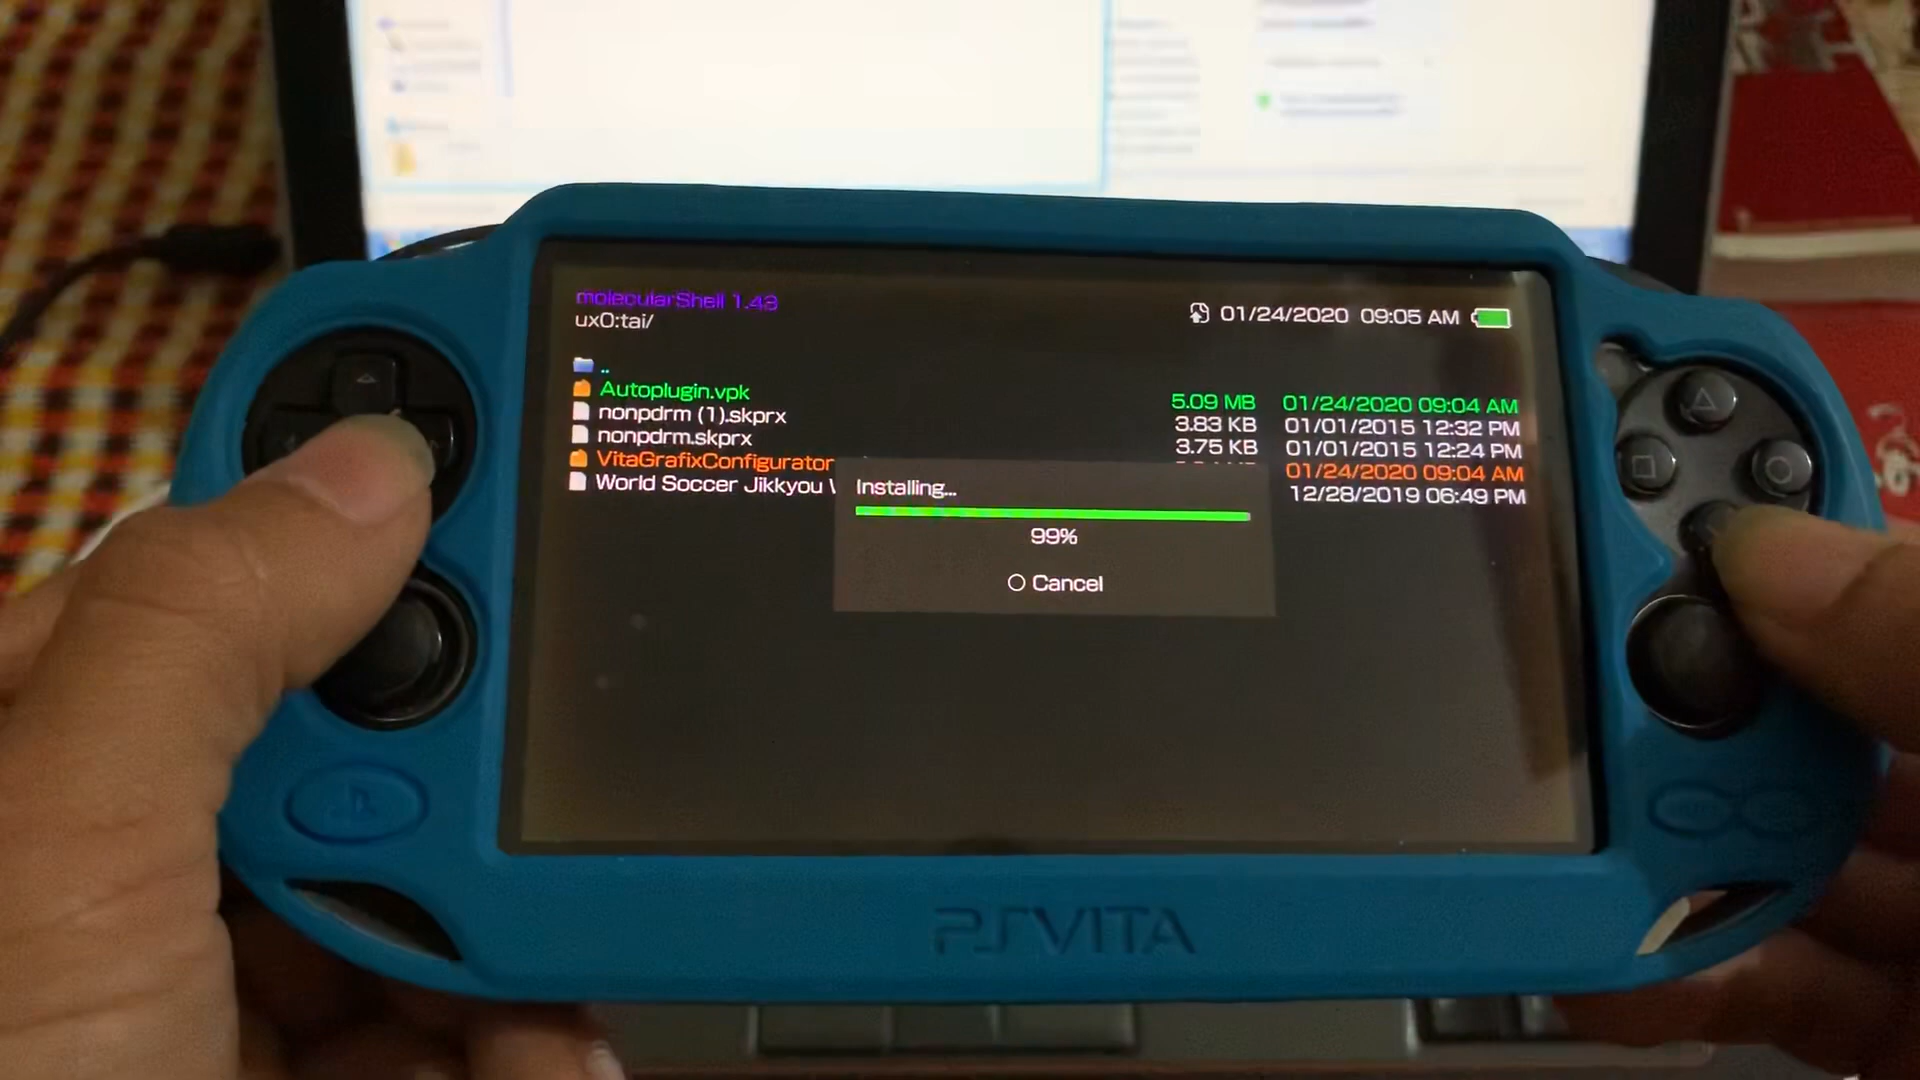 molecularShell 1.43
ux0:tai/
01/24/2020 09:05 AM
..
Autoplugin.vpk 5.09 MB 01/24/2020 09:04 AM
nonpdrm (1).skprx 3.83 KB 01/01/2015 12:32 PM
nonpdrm.skprx 3.75 KB 01/01/2015 12:24 PM
VitaGrafixConfigurator 01/24/2020 09:04 AM
World Soccer Jikkyou 12/28/2019 06:49 PM
Installing...
99%
Cancel
PSVITA